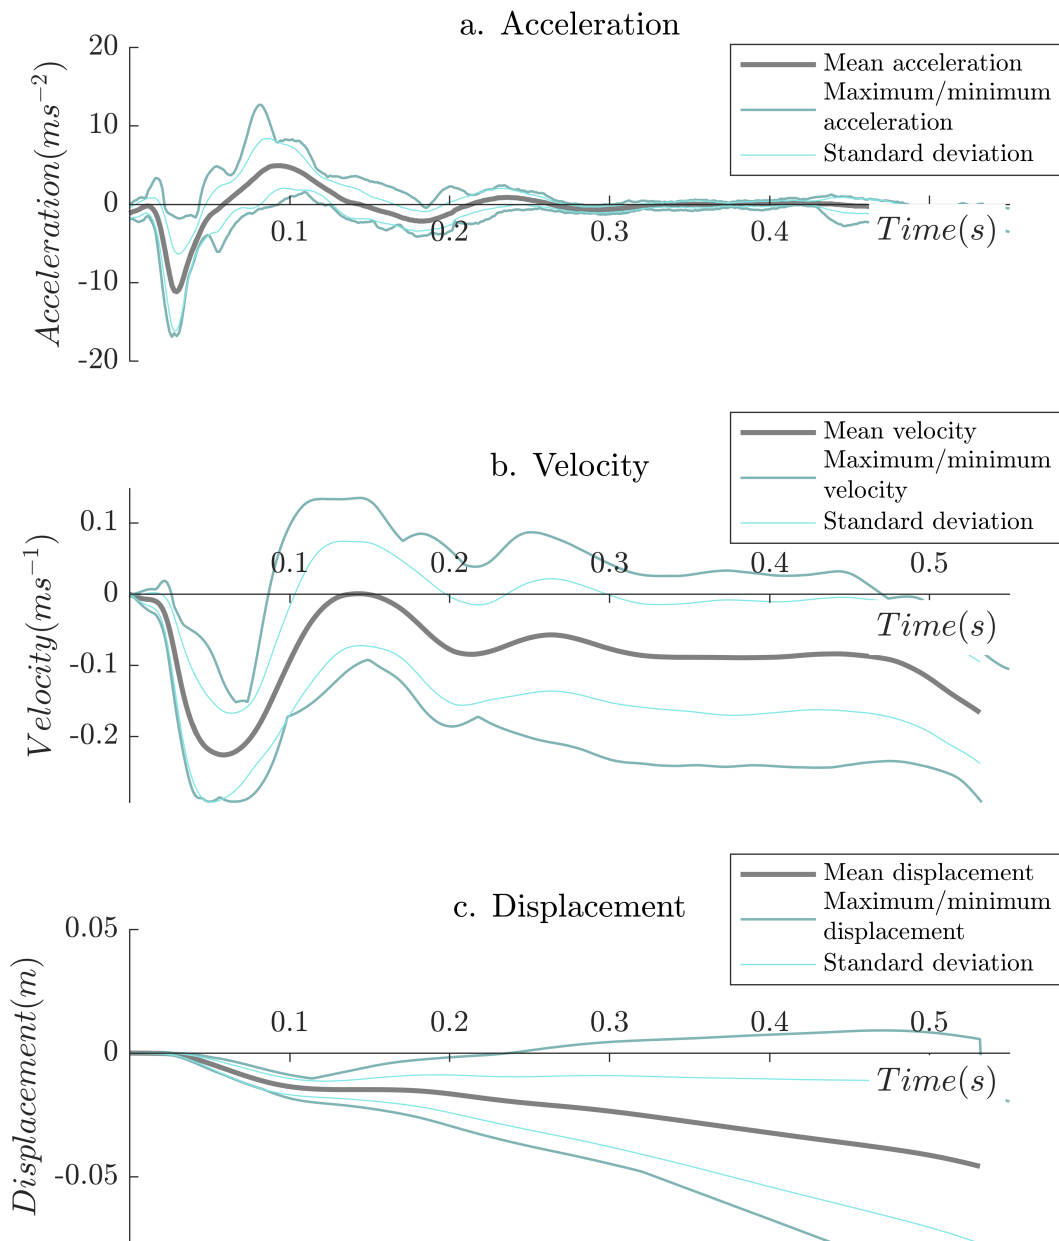 a. Acceleration
Mean acceleration
Maximum/minimum
acceleration
Standard deviation
Acceleration(ms⁻²)
20
10
0
-10
-20
0.1
0.2
0.3
0.4
Time(s)
b. Velocity
Mean velocity
Maximum/minimum
velocity
Standard deviation
Velocity(ms⁻¹)
0.1
0
-0.1
-0.2
0.1
0.2
0.3
0.4
0.5
Time(s)
c. Displacement
Mean displacement
Maximum/minimum
displacement
Standard deviation
Displacement(m)
0.05
0
-0.05
0.1
0.2
0.3
0.4
0.5
Time(s)